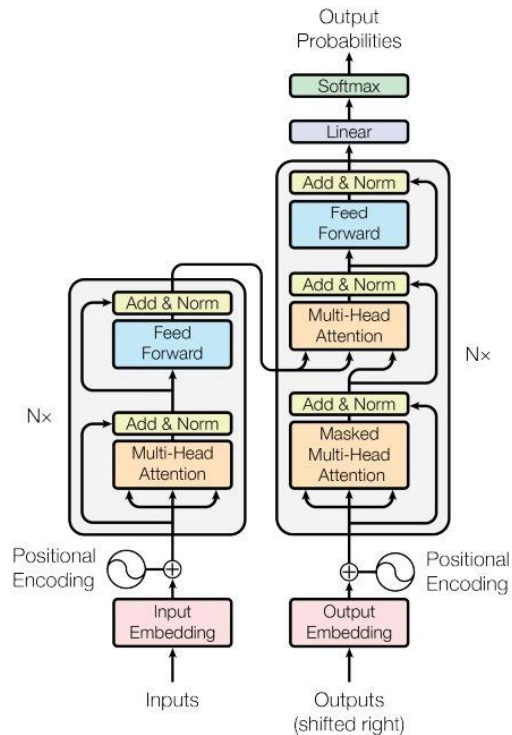 Output
Probabilities
Softmax
Linear
Add & Norm
Feed
Forward
Add & Norm
Multi-Head
Attention
Add & Norm
Masked
Multi-Head
Attention
N×
Add & Norm
Feed
Forward
Add & Norm
Multi-Head
Attention
N×
Positional
Encoding
Positional
Encoding
Input
Embedding
Output
Embedding
Inputs
Outputs
(shifted right)